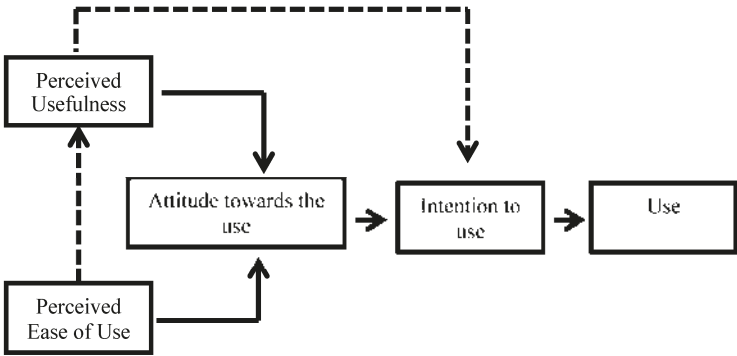 Perceived
Usefulness
Attitude towards the
use
Intention to
use
Use
Perceived
Ease of Use